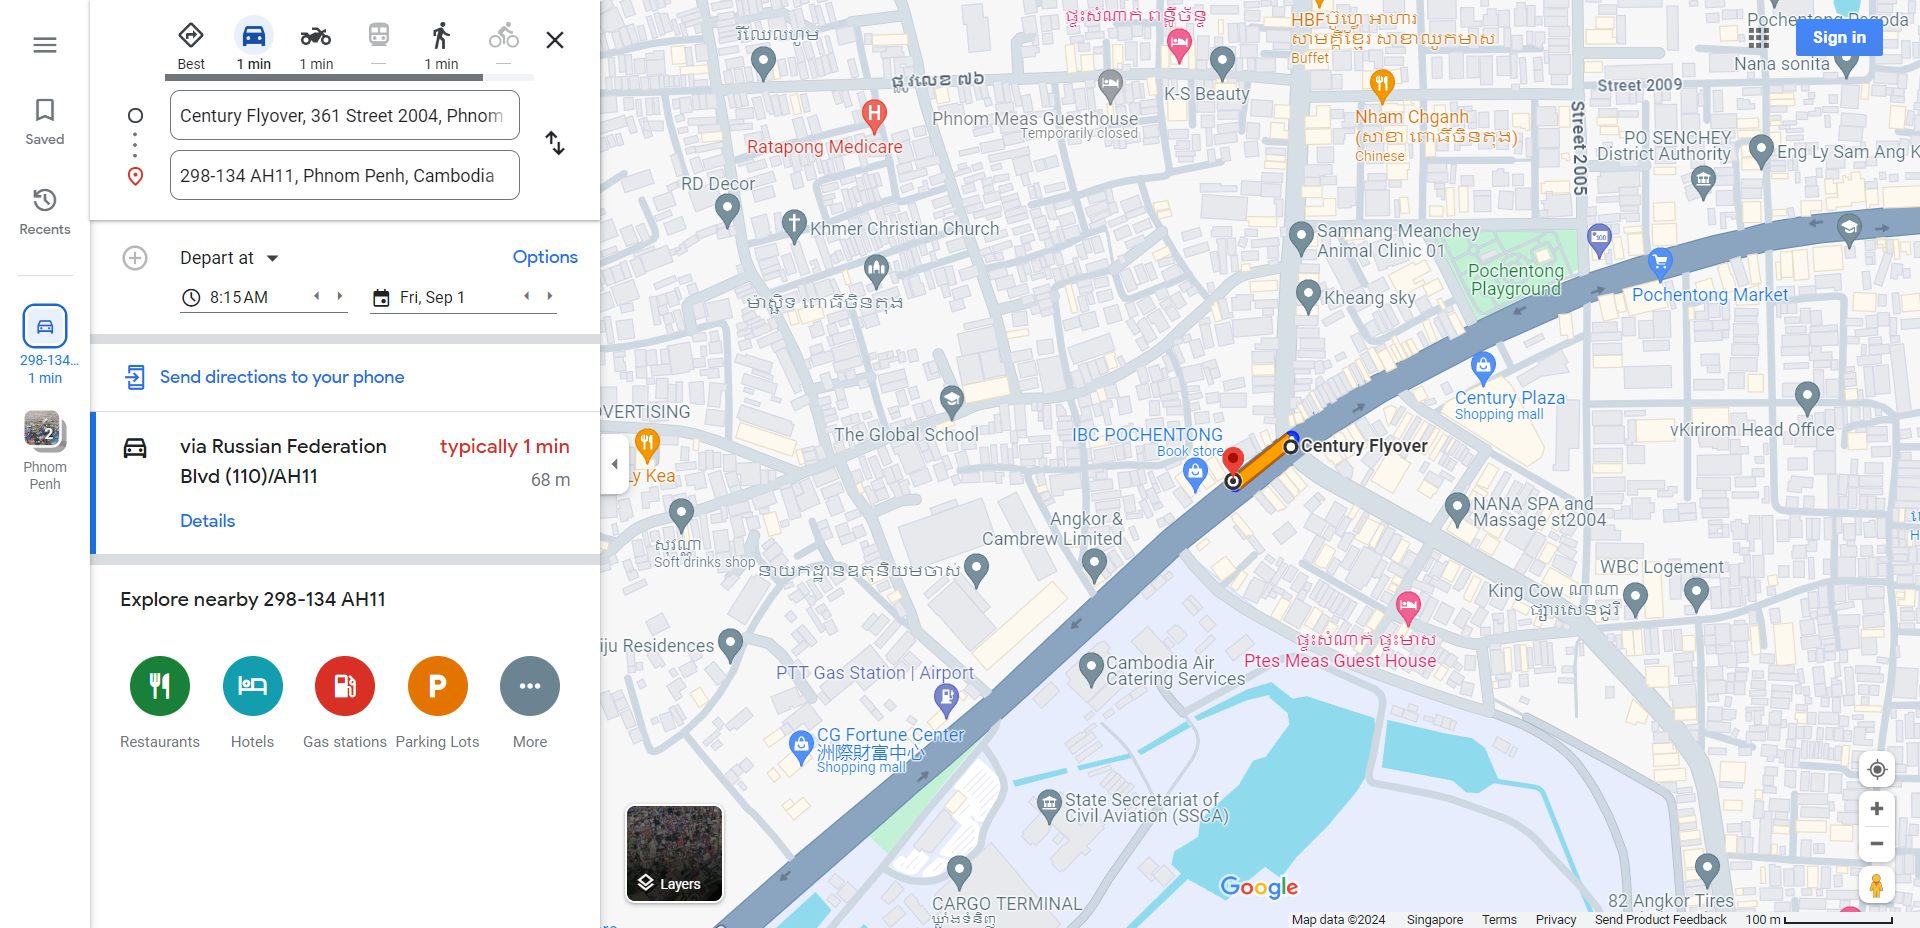 Saved
Recents
298-134...
1 min
2
Phnom
Penh
Best
1 min
1 min
—
1 min
—
Century Flyover, 361 Street 2004, Phnom
298-134 AH11, Phnom Penh, Cambodia
Depart at
Options
8:15 AM
Fri, Sep 1
Send directions to your phone
via Russian Federation
Blvd (110)/AH11
typically 1 min
68 m
Details
Explore nearby 298-134 AH11
Restaurants
Hotels
Gas stations
Parking Lots
More
P
Layers
Sign in
Pochentong Pagoda
Nana sonita
ផ្ទះសំណាក់ ពន្លឺច័ន្ទ
HBFប៊ូហ្វេ អាហារ
សាមគ្គីខ្មែរ សាខាឈូកមាស
Buffet
រីឈែលហូម
ផ្លូវលេខ ៧៦
K-S Beauty
Street 2009
Street 2005
Phnom Meas Guesthouse
Temporarily closed
Nham Chganh
(សាខា ពោធិ៍ចិនតុង)
Chinese
H
Ratapong Medicare
PO SENCHEY
District Authority
Eng Ly Sam Ang K
RD Decor
Khmer Christian Church
Samnang Meanchey
Animal Clinic 01
Pochentong
Playground
Pochentong Market
Kheang sky
ម៉ាស្ជិទ ពោធិ៍ចិនតុង
Century Plaza
Shopping mall
VERTISING
The Global School
IBC POCHENTONG
Book store
Century Flyover
vKirirom Head Office
Ly Kea
NANA SPA and
Massage st2004
Angkor &
Cambrew Limited
សុវណ្ណា
Soft drinks shop
នាយកដ្ឋានឧតុនិយមចាស់
WBC Logement
King Cow ណាណា
ផ្សារសេនជូរី
ផ្ទះសំណាក់ ផ្ទះមាស
Ptes Meas Guest House
iju Residences
PTT Gas Station | Airport
Cambodia Air
Catering Services
CG Fortune Center
洲際財富中心
Shopping mall
State Secretariat of
Civil Aviation (SSCA)
CARGO TERMINAL
ឃ្លាំងទំនិញ
82 Angkor Tires
Google
Map data ©2024
Singapore
Terms
Privacy
Send Product Feedback
100 m